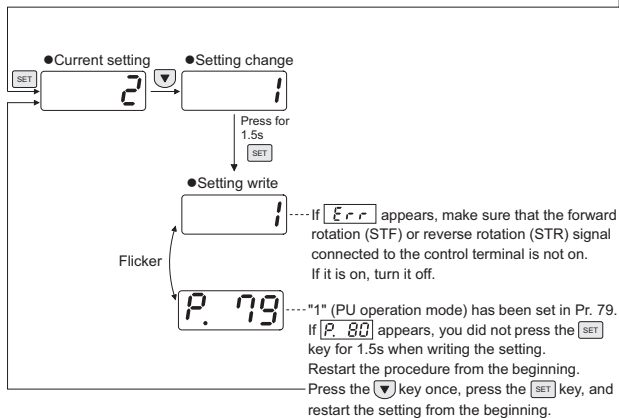 ●Current setting
●Setting change
SET
2
▼
1
Press for
1.5s
SET
●Setting write
1
If Err appears, make sure that the forward
rotation (STF) or reverse rotation (STR) signal
connected to the control terminal is not on.
If it is on, turn it off.
Flicker
P. 79
"1" (PU operation mode) has been set in Pr. 79.
If P. 80 appears, you did not press the SET
key for 1.5s when writing the setting.
Restart the procedure from the beginning.
Press the ▼ key once, press the SET key, and
restart the setting from the beginning.